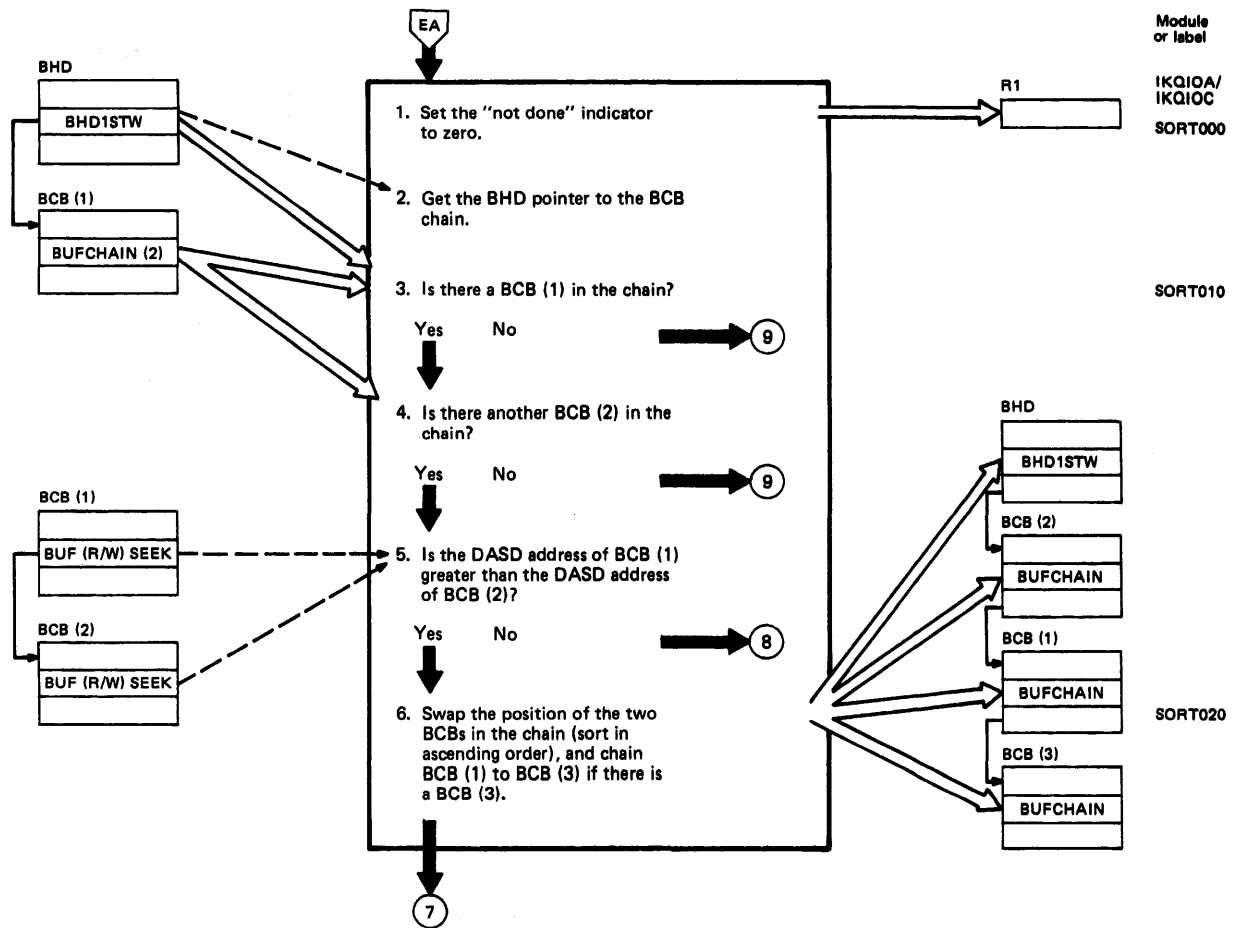 EA
Module
or label
BHD
BHD1STW
BCB (1)
BUFCHAIN (2)
1. Set the "not done" indicator
to zero.
R1
IKQIOA/
IKQIOC
SORT000
2. Get the BHD pointer to the BCB
chain.
3. Is there a BCB (1) in the chain?
SORT010
Yes No
9
4. Is there another BCB (2) in the
chain?
Yes No
9
BCB (1)
BUF (R/W) SEEK
BCB (2)
BUF (R/W) SEEK
5. Is the DASD address of BCB (1)
greater than the DASD address
of BCB (2)?
Yes No
8
6. Swap the position of the two
BCBs in the chain (sort in
ascending order), and chain
BCB (1) to BCB (3) if there is
a BCB (3).
BHD
BHD1STW
BCB (2)
BUFCHAIN
BCB (1)
BUFCHAIN
SORT020
BCB (3)
BUFCHAIN
7